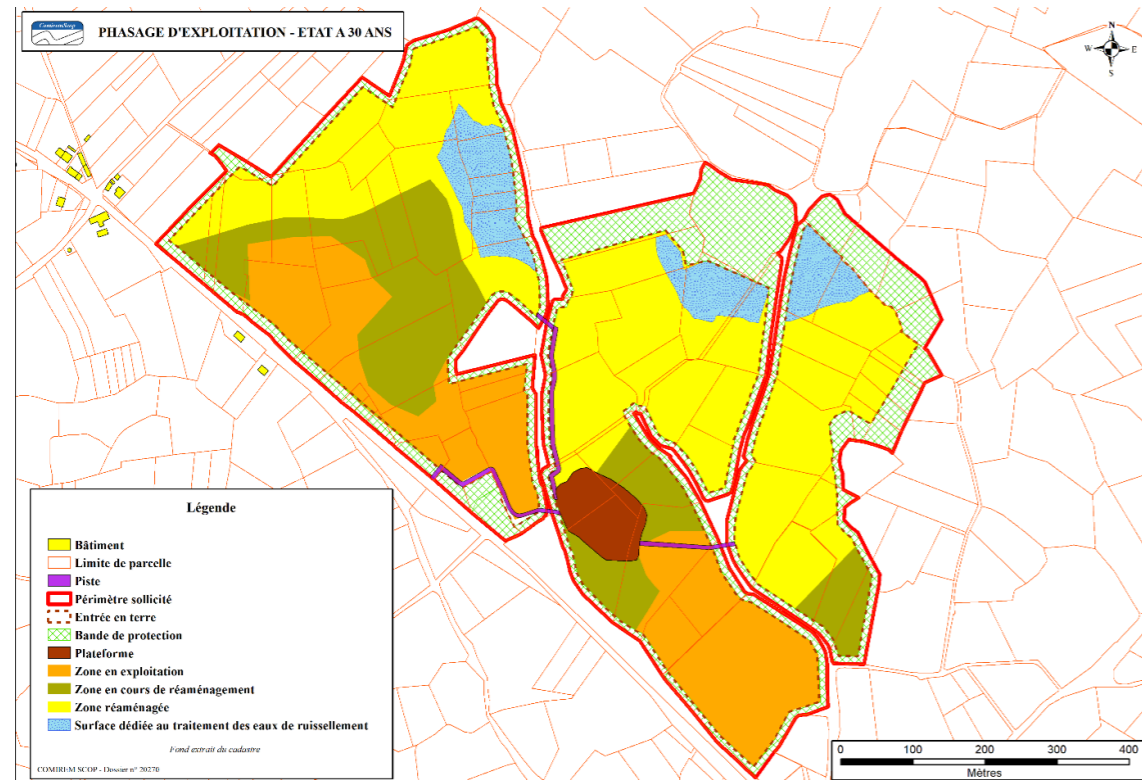 ComiremScop
PHASAGE D'EXPLOITATION - ETAT A 30 ANS
N
W E
S
Légende
Bâtiment
Limite de parcelle
Piste
Périmètre sollicité
Entrée en terre
Bande de protection
Plateforme
Zone en exploitation
Zone en cours de réaménagement
Zone réaménagée
Surface dédiée au traitement des eaux de ruissellement
Fond extrait du cadastre
COMIREM SCOP - Dossier n° 20270
0 100 200 300 400
Mètres